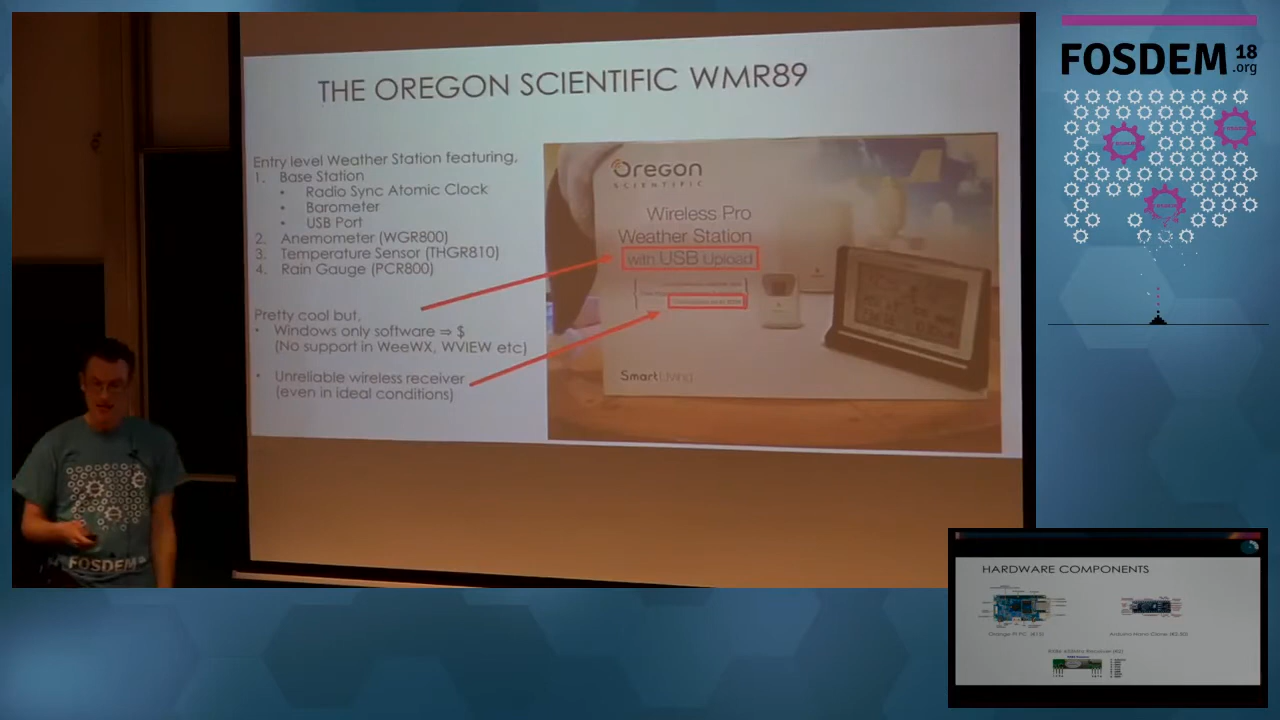 THE OREGON SCIENTIFIC WMR89
Entry level Weather Station featuring,
1. Base Station
• Radio Sync Atomic Clock
• Barometer
• USB Port
2. Anemometer (WGR800)
3. Temperature Sensor (THGR810)
4. Rain Gauge (PCR800)
Pretty cool but,
• Windows only software ⇒ $
(No support in WeeWX, WVIEW etc)
• Unreliable wireless receiver
(even in ideal conditions)
Oregon
SCIENTIFIC
Wireless Pro
Weather Station
with USB Upload
Smart Living
FOSDEM
FOSDEM 18
.org
HARDWARE COMPONENTS